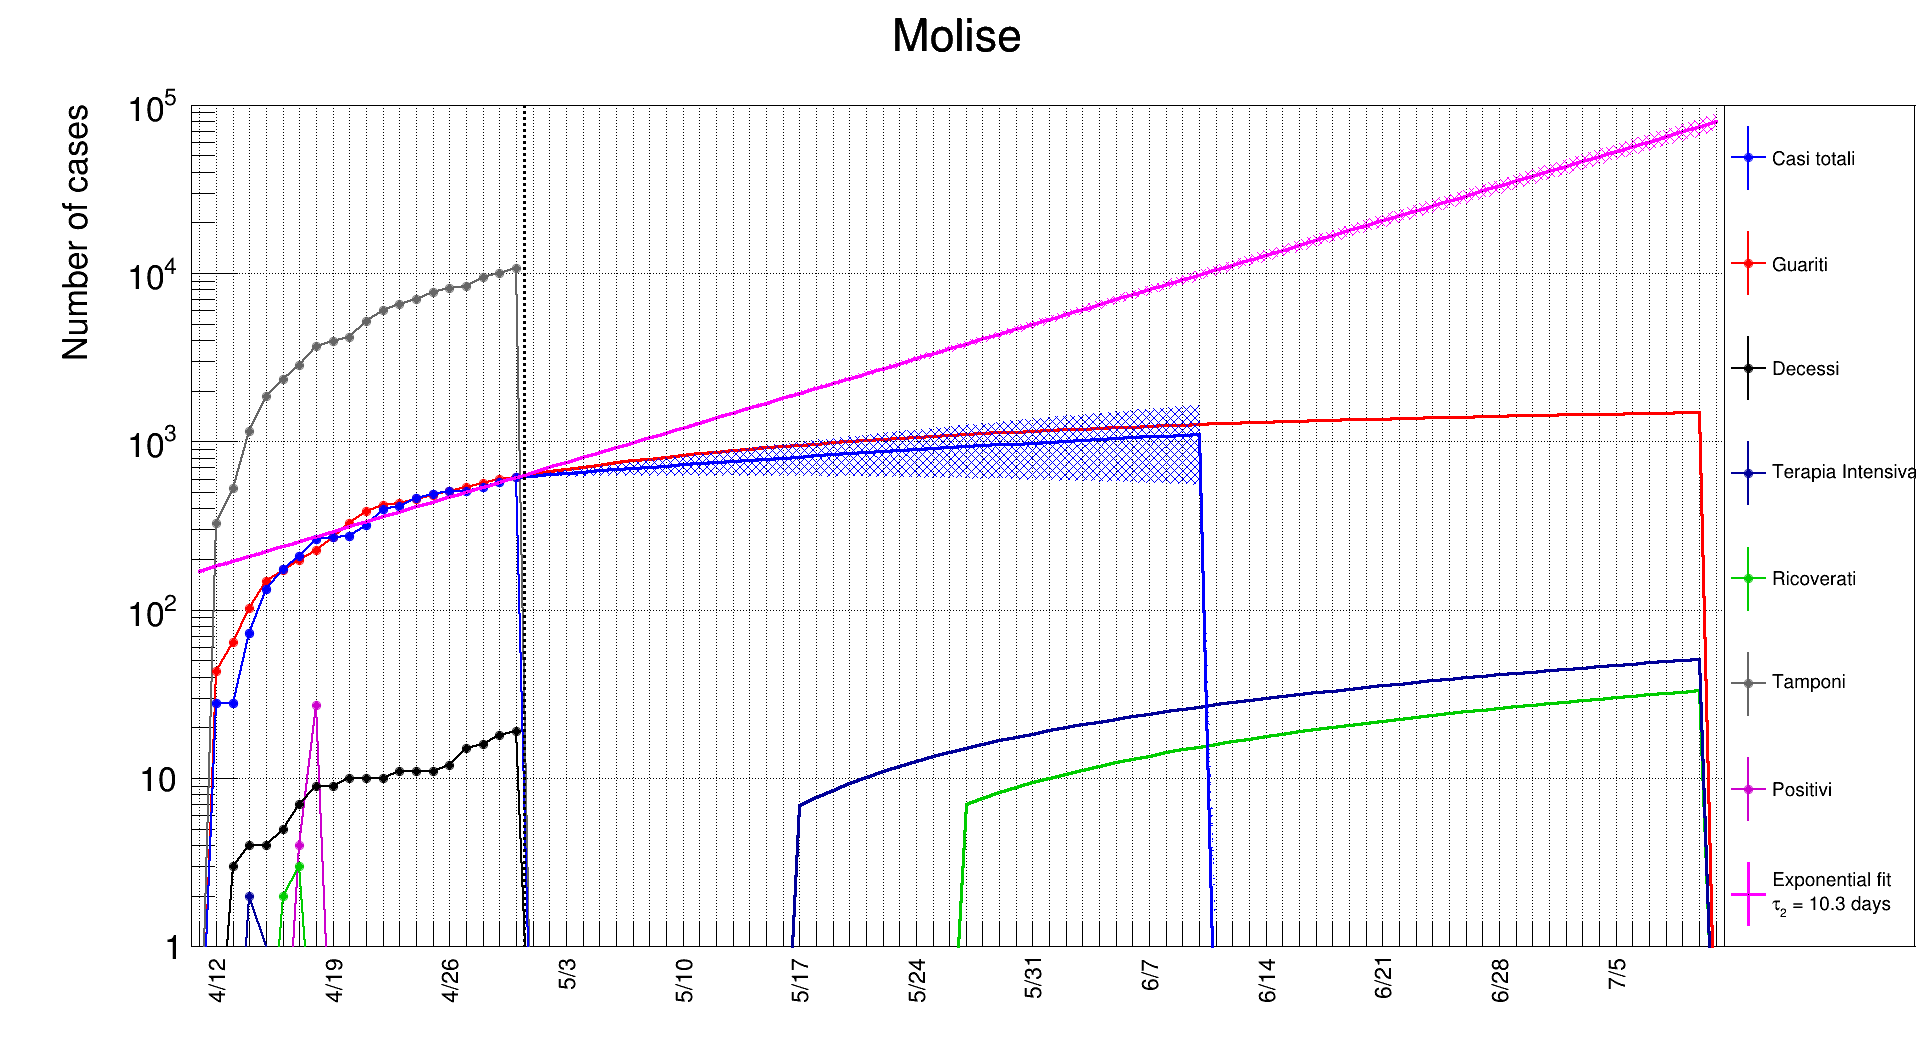 Molise
Number of cases
10^5
10^4
10^3
10^2
10
1
4/12
4/19
4/26
5/3
5/10
5/17
5/24
5/31
6/7
6/14
6/21
6/28
7/5
Casi totali
Guariti
Decessi
Terapia Intensiva
Ricoverati
Tamponi
Positivi
Exponential fit
τ₂ = 10.3 days